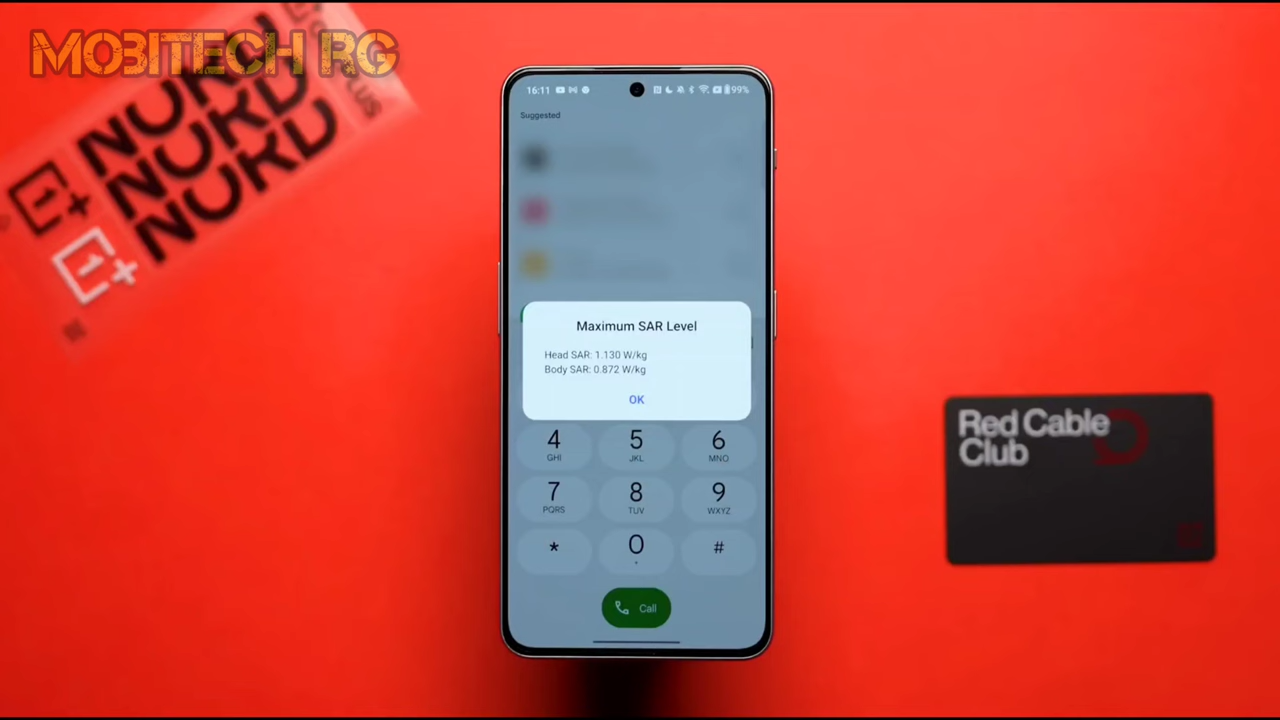 MOBITECH RG
NORD
NORD
NORD
16:11
99%
Suggested
Maximum SAR Level
Head SAR: 1.130 W/kg
Body SAR: 0.872 W/kg
OK
4 5 6
GHI JKL MNO
7 8 9
PQRS TUV WXYZ
* 0 #
Call
Red Cable
Club